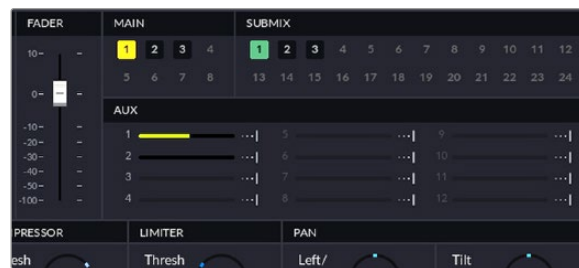 FADER MAIN SUBMIX
10- 1 2 3 4 1 2 3 4 5 6 7 8 9 10 11 12
5 6 7 8 13 14 15 16 17 18 19 20 21 22 23 24
0-
AUX
-10- 1 5 9
-20- 2 6 10
-30-
-40- 3 7 11
-50-
-100- 4 8 12
PRESSOR LIMITER PAN
esh Thresh Left/ Tilt